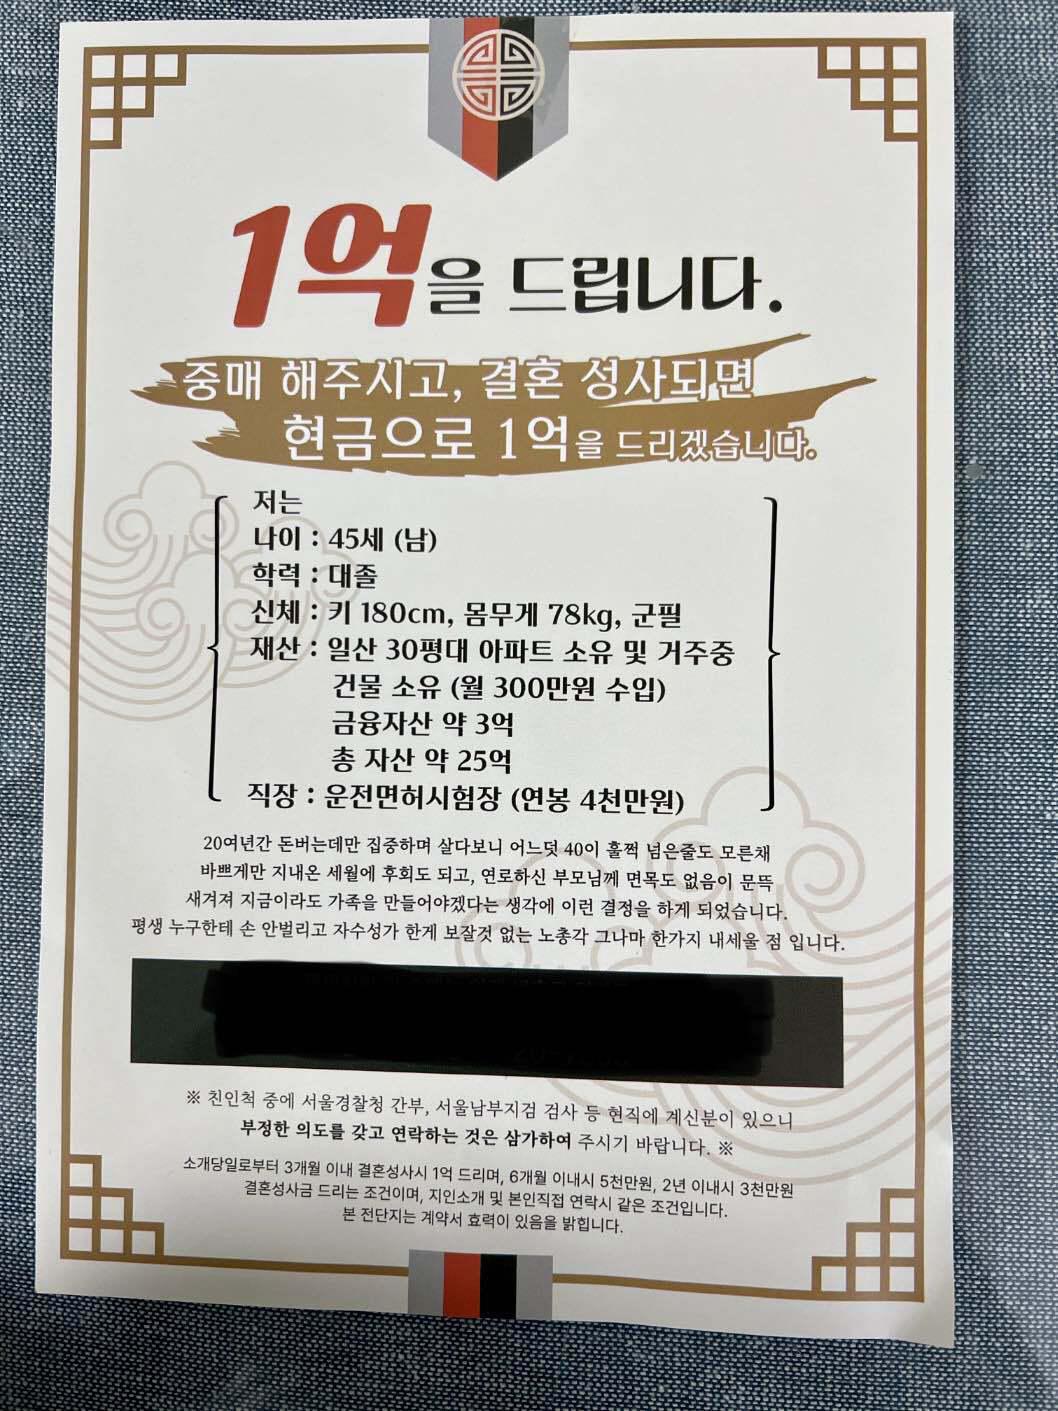 1억을 드립니다.
중매 해주시고, 결혼 성사되면
현금으로 1억을 드리겠습니다.
저는
나이 : 45세 (남)
학력 : 대졸
신체 : 키 180cm, 몸무게 78kg, 군필
재산 : 일산 30평대 아파트 소유 및 거주중
건물 소유 (월 300만원 수입)
금융자산 약 3억
총 자산 약 25억
직장 : 운전면허시험장 (연봉 4천만원)
20여년간 돈버는데만 집중하며 살다보니 어느덧 40이 훌쩍 넘은줄도 모른채
바쁘게만 지내온 세월에 후회도 되고, 연로하신 부모님께 면목도 없음이 문뜩
새겨져 지금이라도 가족을 만들어야겠다는 생각에 이런 결정을 하게 되었습니다.
평생 누구한테 손 안벌리고 자수성가 한게 보잘것 없는 노총각 그나마 한가지 내세울 점 입니다.
※ 친인척 중에 서울경찰청 간부, 서울남부지검 검사 등 현직에 계신분이 있으니
부정한 의도를 갖고 연락하는 것은 삼가하여 주시기 바랍니다. ※
소개당일로부터 3개월 이내 결혼성사시 1억 드리며, 6개월 이내시 5천만원, 2년 이내시 3천만원
결혼성사금 드리는 조건이며, 지인소개 및 본인직접 연락시 같은 조건입니다.
본 전단지는 계약서 효력이 있음을 밝힙니다.